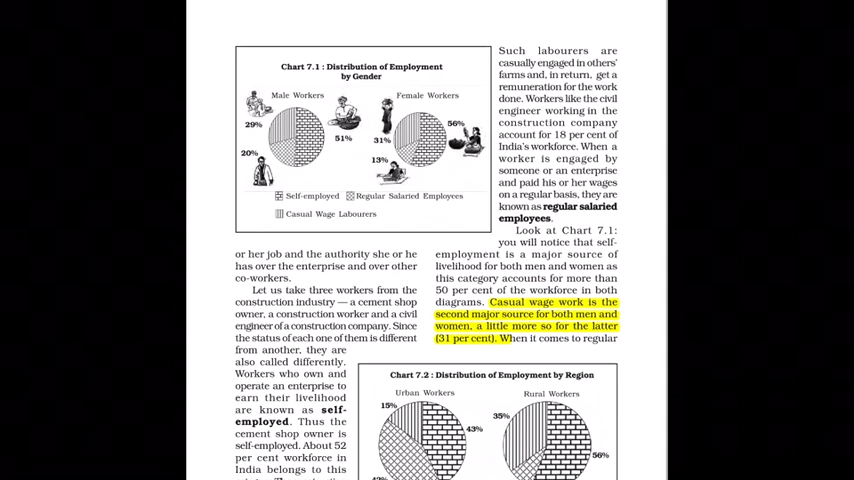 Chart 7.1 : Distribution of Employment
by Gender
Male Workers
Female Workers
29%
51%
20%
31%
56%
13%
Self-employed
Regular Salaried Employees
Casual Wage Labourers
Such labourers are
casually engaged in others'
farms and, in return, get a
remuneration for the work
done. Workers like the civil
engineer working in the
construction company
account for 18 per cent of
India's workforce. When a
worker is engaged by
someone or an enterprise
and paid his or her wages
on a regular basis, they are
known as regular salaried
employees.
Look at Chart 7.1:
you will notice that self-
employment is a major source of
livelihood for both men and women as
this category accounts for more than
50 per cent of the workforce in both
diagrams. Casual wage work is the
second major source for both men and
women, a little more so for the latter
(31 per cent). When it comes to regular
or her job and the authority she or he
has over the enterprise and over other
co-workers.
Let us take three workers from the
construction industry — a cement shop
owner, a construction worker and a civil
engineer of a construction company. Since
the status of each one of them is different
from another, they are
also called differently.
Workers who own and
operate an enterprise to
earn their livelihood
are known as self-
employed. Thus the
cement shop owner is
self-employed. About 52
per cent workforce in
India belongs to this
Chart 7.2 : Distribution of Employment by Region
Urban Workers
Rural Workers
15%
43%
35%
56%